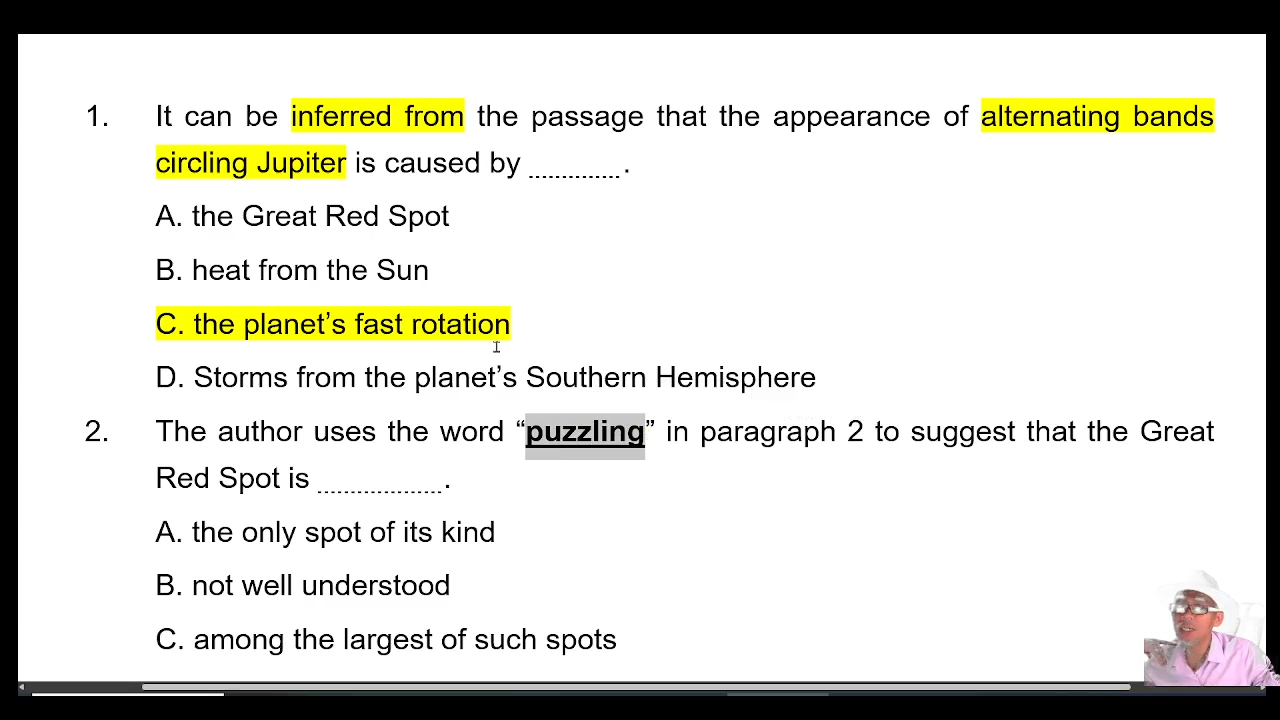 1. It can be inferred from the passage that the appearance of alternating bands
circling Jupiter is caused by ..............
A. the Great Red Spot
B. heat from the Sun
C. the planet’s fast rotation
D. Storms from the planet’s Southern Hemisphere
2. The author uses the word “puzzling” in paragraph 2 to suggest that the Great
Red Spot is ...................
A. the only spot of its kind
B. not well understood
C. among the largest of such spots